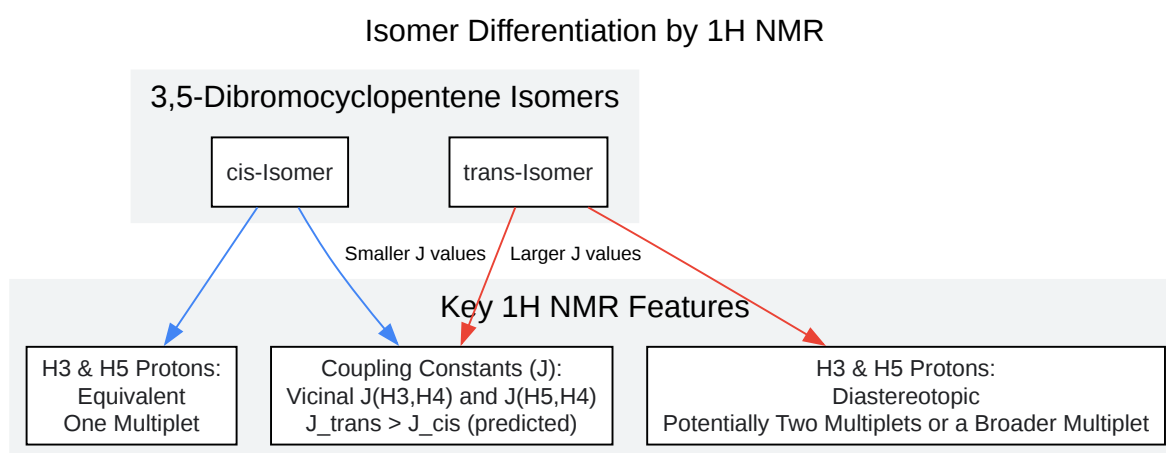 Isomer Differentiation by 1H NMR
3,5-Dibromocyclopentene Isomers
cis-Isomer
trans-Isomer
Smaller J values
Larger J values
Key 1H NMR Features
H3 & H5 Protons:
Equivalent
One Multiplet
Coupling Constants (J):
Vicinal J(H3,H4) and J(H5,H4)
J_trans > J_cis (predicted)
H3 & H5 Protons:
Diastereotopic
Potentially Two Multiplets or a Broader Multiplet